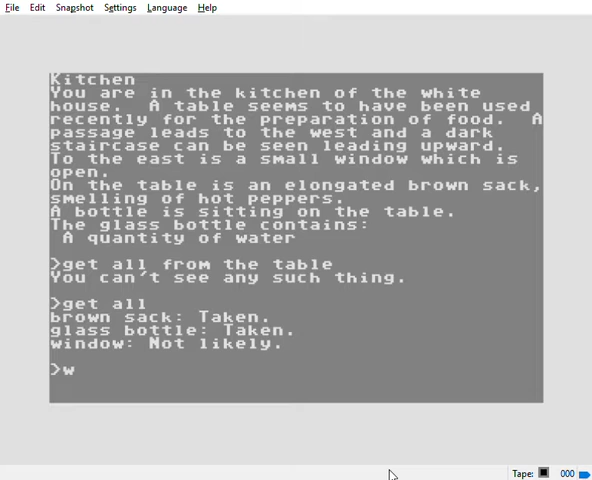 File Edit Snapshot Settings Language Help
Kitchen
You are in the kitchen of the white
house.  A table seems to have been used
recently for the preparation of food.  A
passage leads to the west and a dark
staircase can be seen leading upward.
To the east is a small window which is
open.
On the table is an elongated brown sack,
smelling of hot peppers.
A bottle is sitting on the table.
The glass bottle contains:
 A quantity of water
>get all from the table
You can't see any such thing.
>get all
brown sack: Taken.
glass bottle: Taken.
window: Not likely.
>w
Tape: 000